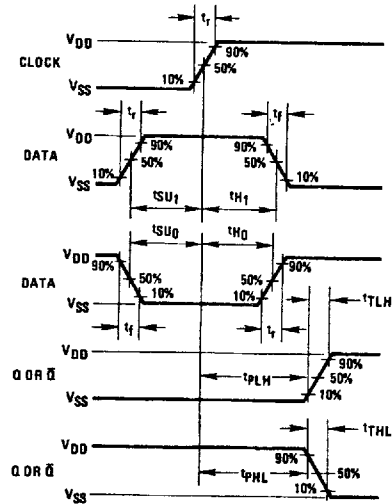 tr
VDD
90%
CLOCK
50%
VSS
10%
tr
tf
VDD
90%
90%
DATA
50%
50%
VSS
10%
10%
tSU1
tH1
tSU0
tH0
VDD
90%
90%
DATA
50%
50%
VSS
10%
10%
tf
tr
tTLH
VDD
90%
Q OR Q̄
tPLH
50%
VSS
10%
tTHL
VDD
90%
Q OR Q̄
tPHL
50%
VSS
10%